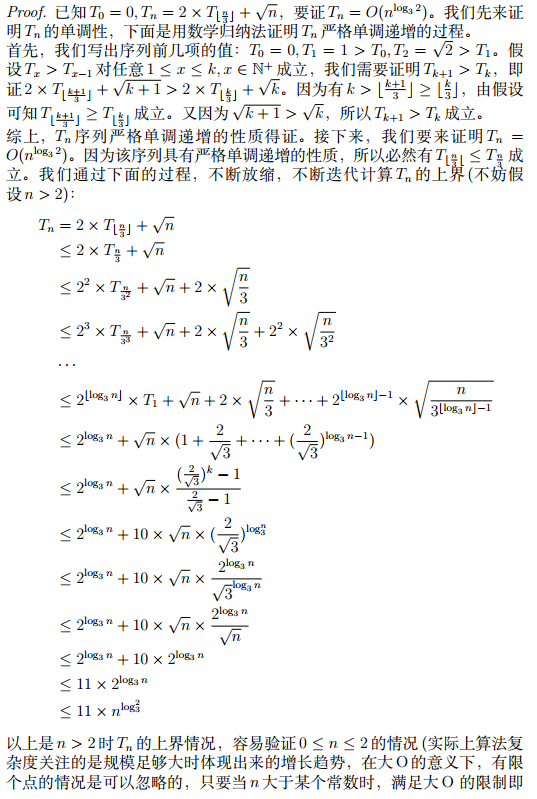 Proof. 已知 $T_0 = 0, T_n = 2 \times T_{\lfloor \frac{n}{3} \rfloor} + \sqrt{n}$, 要证 $T_n = O(n^{\log_3 2})$。我们先来证
明 $T_n$ 的单调性，下面是用数学归纳法证明 $T_n$ 严格单调递增的过程。
首先，我们写出序列前几项的值：$T_0 = 0, T_1 = 1 > T_0, T_2 = \sqrt{2} > T_1$。假
设 $T_x > T_{x-1}$ 对任意 $1 \leq x \leq k, x \in \mathbb{N}^+$ 成立，我们需要证明 $T_{k+1} > T_k$，即
证 $2 \times T_{\lfloor \frac{k+1}{3} \rfloor} + \sqrt{k+1} > 2 \times T_{\lfloor \frac{k}{3} \rfloor} + \sqrt{k}$。因为有 $k > \lfloor \frac{k+1}{3} \rfloor \geq \lfloor \frac{k}{3} \rfloor$，由假设
可知 $T_{\lfloor \frac{k+1}{3} \rfloor} \geq T_{\lfloor \frac{k}{3} \rfloor}$ 成立。又因为 $\sqrt{k+1} > \sqrt{k}$，所以 $T_{k+1} > T_k$ 成立。
综上，$T_n$ 序列严格单调递增的性质得证。接下来，我们要来证明 $T_n =$
$O(n^{\log_3 2})$。因为该序列具有严格单调递增的性质，所以必然有 $T_{\lfloor \frac{n}{3} \rfloor} \leq T_{\frac{n}{3}}$ 成
立。我们通过下面的过程，不断放缩，不断迭代计算 $T_n$ 的上界 (不妨假
设 $n > 2$)：
$T_n = 2 \times T_{\lfloor \frac{n}{3} \rfloor} + \sqrt{n}$
$\leq 2 \times T_{\frac{n}{3}} + \sqrt{n}$
$\leq 2^2 \times T_{\frac{n}{3^2}} + \sqrt{n} + 2 \times \sqrt{\frac{n}{3}}$
$\leq 2^3 \times T_{\frac{n}{3^3}} + \sqrt{n} + 2 \times \sqrt{\frac{n}{3}} + 2^2 \times \sqrt{\frac{n}{3^2}}$
$\cdots$
$\leq 2^{\lfloor \log_3 n \rfloor} \times T_1 + \sqrt{n} + 2 \times \sqrt{\frac{n}{3}} + \cdots + 2^{\lfloor \log_3 n \rfloor - 1} \times \sqrt{\frac{n}{3^{\lfloor \log_3 n \rfloor - 1}}}$
$\leq 2^{\log_3 n} + \sqrt{n} \times (1 + \frac{2}{\sqrt{3}} + \cdots + (\frac{2}{\sqrt{3}})^{\log_3 n - 1})$
$\leq 2^{\log_3 n} + \sqrt{n} \times \frac{(\frac{2}{\sqrt{3}})^k - 1}{\frac{2}{\sqrt{3}} - 1}$
$\leq 2^{\log_3 n} + 10 \times \sqrt{n} \times (\frac{2}{\sqrt{3}})^{\log_3^n}$
$\leq 2^{\log_3 n} + 10 \times \sqrt{n} \times \frac{2^{\log_3 n}}{\sqrt{3}^{\log_3 n}}$
$\leq 2^{\log_3 n} + 10 \times \sqrt{n} \times \frac{2^{\log_3 n}}{\sqrt{n}}$
$\leq 2^{\log_3 n} + 10 \times 2^{\log_3 n}$
$\leq 11 \times 2^{\log_3 n}$
$\leq 11 \times n^{\log_3^2}$
以上是 $n > 2$ 时 $T_n$ 的上界情况，容易验证 $0 \leq n \leq 2$ 的情况 (实际上算法复
杂度关注的是规模足够大时体现出来的增长趋势，在大 O 的意义下，有限
个点的情况是可以忽略的，只要当 $n$ 大于某个常数时，满足大 O 的限制即